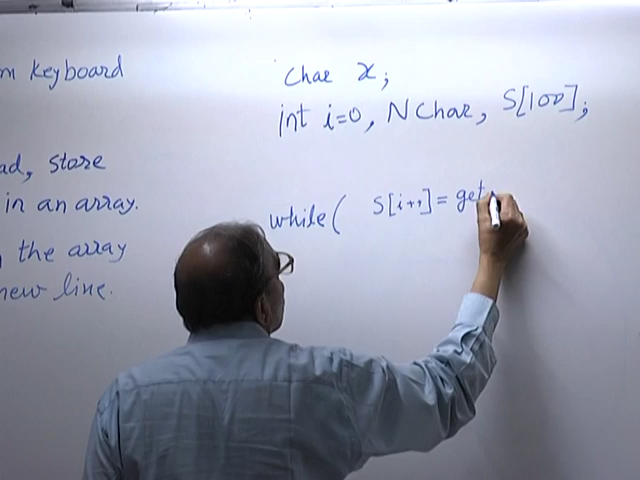 m keyboard
ad, store
in an array.
the array
new line.
char x;
int i=0, NChar, S[100];
while( S[i++] = get